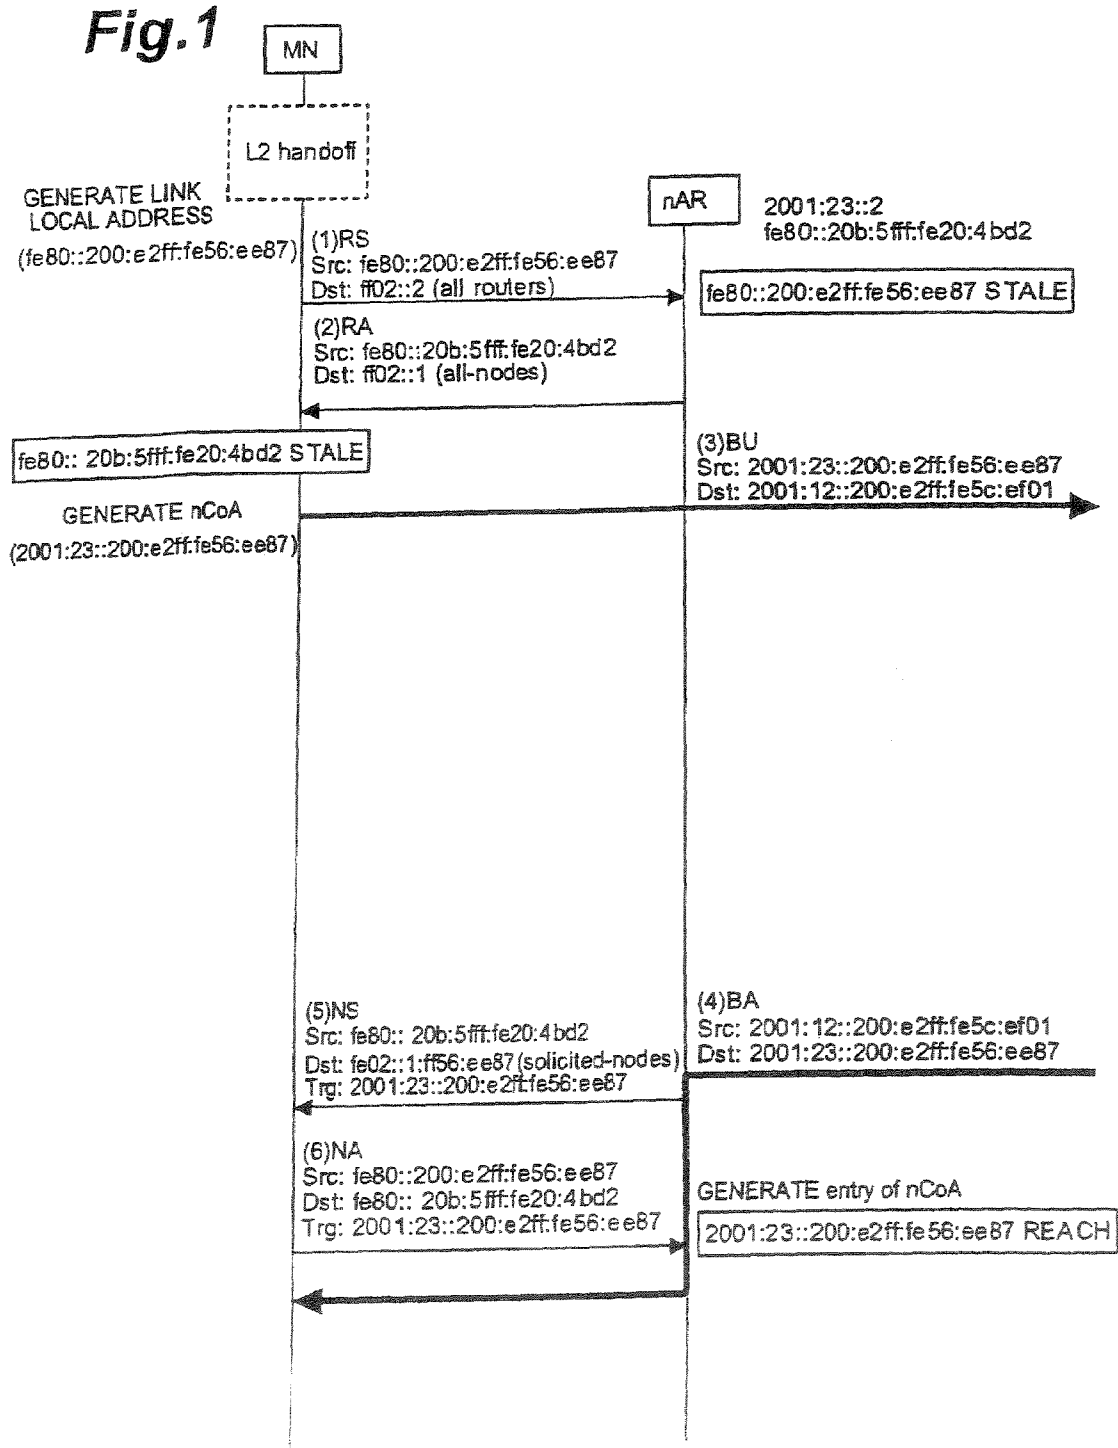 Fig.1
MN
L2 handoff
GENERATE LINK
LOCAL ADDRESS
(fe80::200:e2ff:fe56:ee87)
nAR
2001:23::2
fe80::20b:5fff:fe20:4bd2
(1)RS
Src: fe80::200:e2ff:fe56:ee87
Dst: ff02::2 (all routers)
fe80::200:e2ff:fe56:ee87 STALE
(2)RA
Src: fe80::20b:5fff:fe20:4bd2
Dst: ff02::1 (all-nodes)
fe80:: 20b:5fff:fe20:4bd2 STALE
(3)BU
Src: 2001:23::200:e2ff:fe56:ee87
Dst: 2001:12::200:e2ff:fe5c:ef01
GENERATE nCoA
(2001:23::200:e2ff:fe56:ee87)
(4)BA
Src: 2001:12::200:e2ff:fe5c:ef01
Dst: 2001:23::200:e2ff:fe56:ee87
(5)NS
Src: fe80:: 20b:5fff:fe20:4bd2
Dst: fe02::1:ff56:ee87(solicited-nodes)
Trg: 2001:23::200:e2ff:fe56:ee87
(6)NA
Src: fe80::200:e2ff:fe56:ee87
Dst: fe80:: 20b:5fff:fe20:4bd2
Trg: 2001:23::200:e2ff:fe56:ee87
GENERATE entry of nCoA
2001:23::200:e2ff:fe56:ee87 REACH